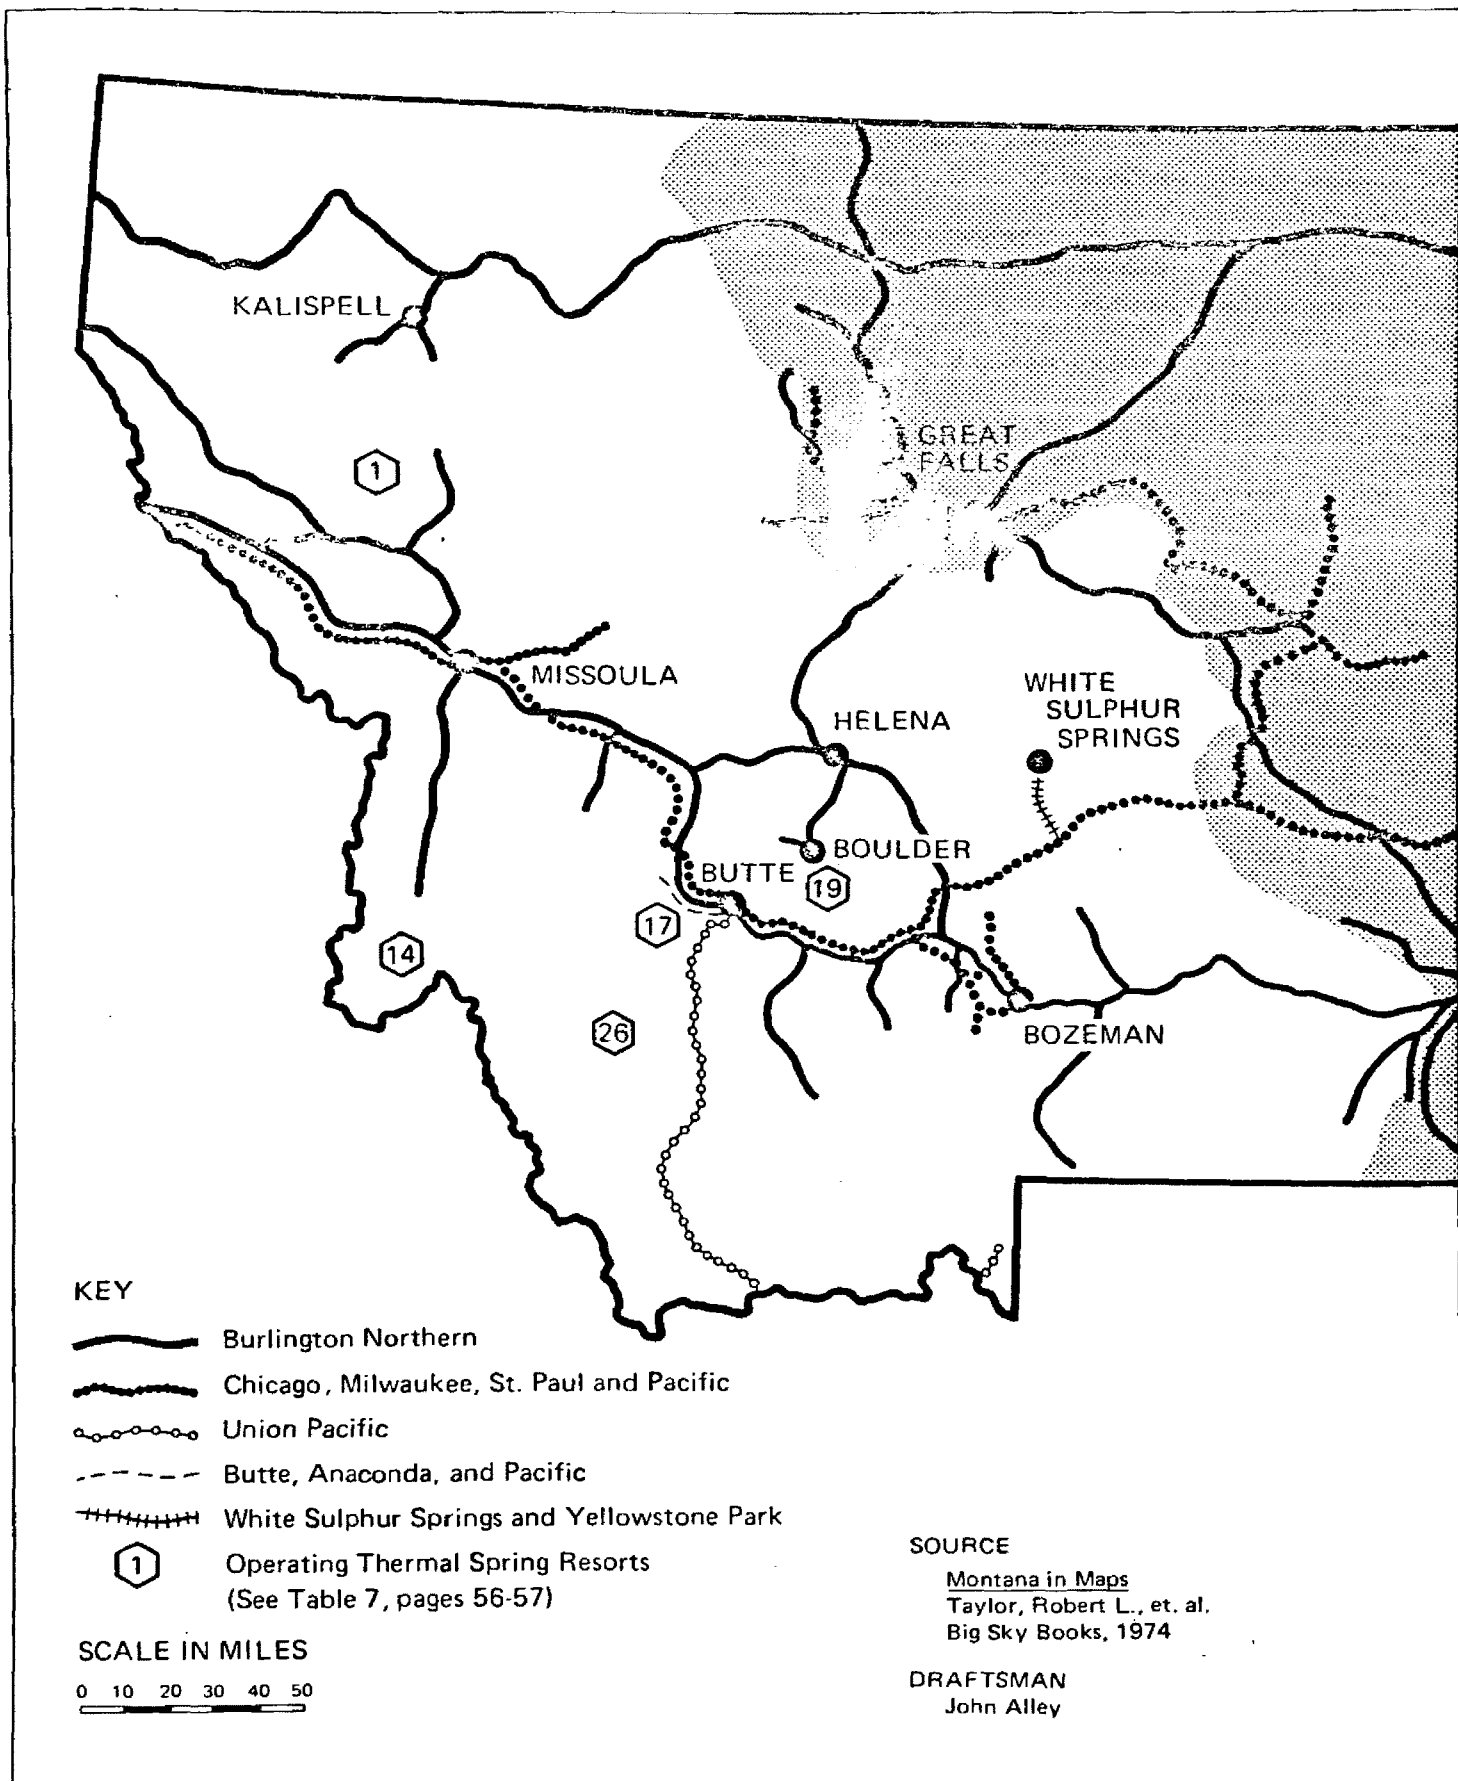 KALISPELL
1
GREAT
FALLS
MISSOULA
WHITE
SULPHUR
SPRINGS
HELENA
BOULDER
BUTTE
19
17
14
26
BOZEMAN
KEY
Burlington Northern
Chicago, Milwaukee, St. Paul and Pacific
Union Pacific
Butte, Anaconda, and Pacific
White Sulphur Springs and Yellowstone Park
1
Operating Thermal Spring Resorts
(See Table 7, pages 56-57)
SCALE IN MILES
0 10 20 30 40 50
SOURCE
Montana in Maps
Taylor, Robert L., et. al.
Big Sky Books, 1974
DRAFTSMAN
John Alley